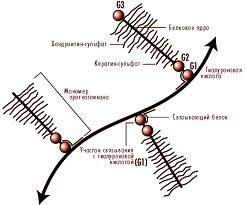 G3
Белковое ядро
Хондроитин-сульфат
Кератин-сульфат
G2
G1
Гиалуроновая
кислота
Мономер
протеогликана
Связывающий белок
Участок связывания
с гиалуроновой
кислотой
(G1)